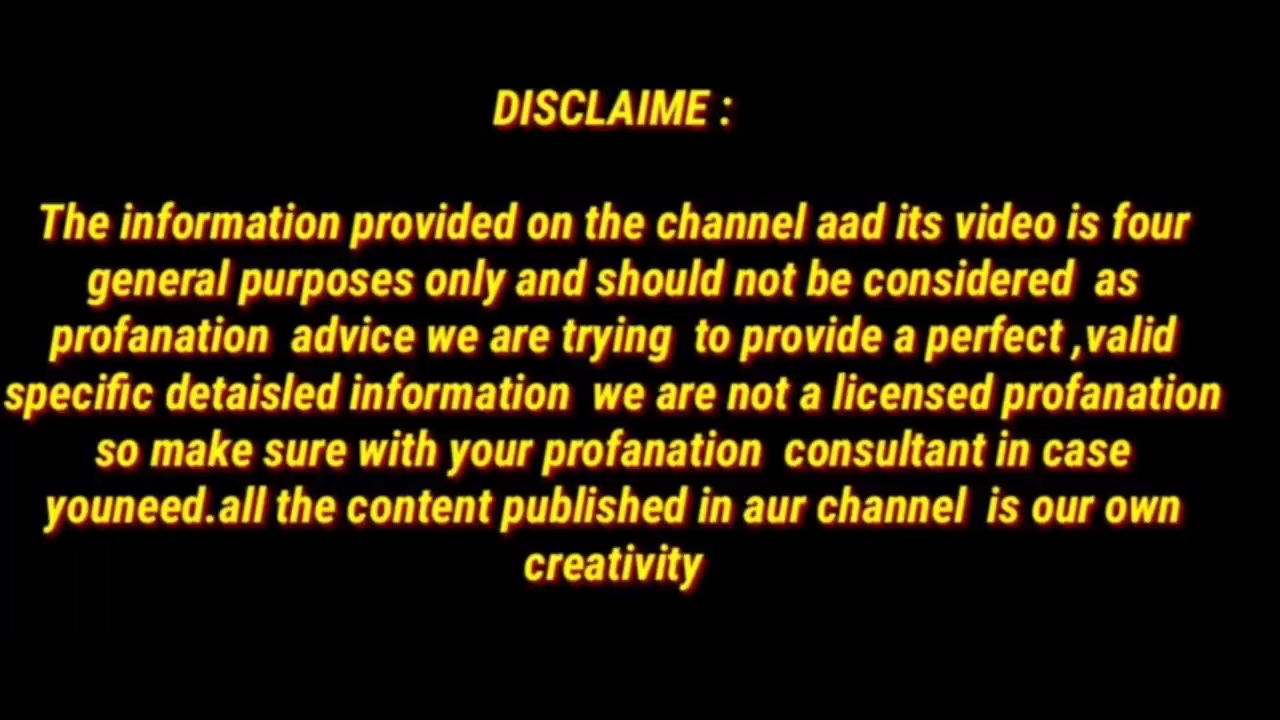 DISCLAIME :
The information provided on the channel aad its video is four
general purposes only and should not be considered as
profanation advice we are trying to provide a perfect ,valid
specific detaisled information we are not a licensed profanation
so make sure with your profanation consultant in case
youneed.all the content published in aur channel is our own
creativity